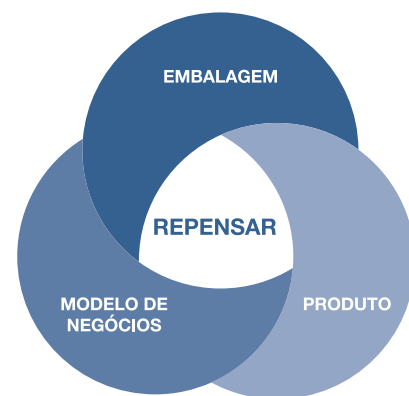 EMBALAGEM
REPENSAR
MODELO DE
NEGÓCIOS
PRODUTO